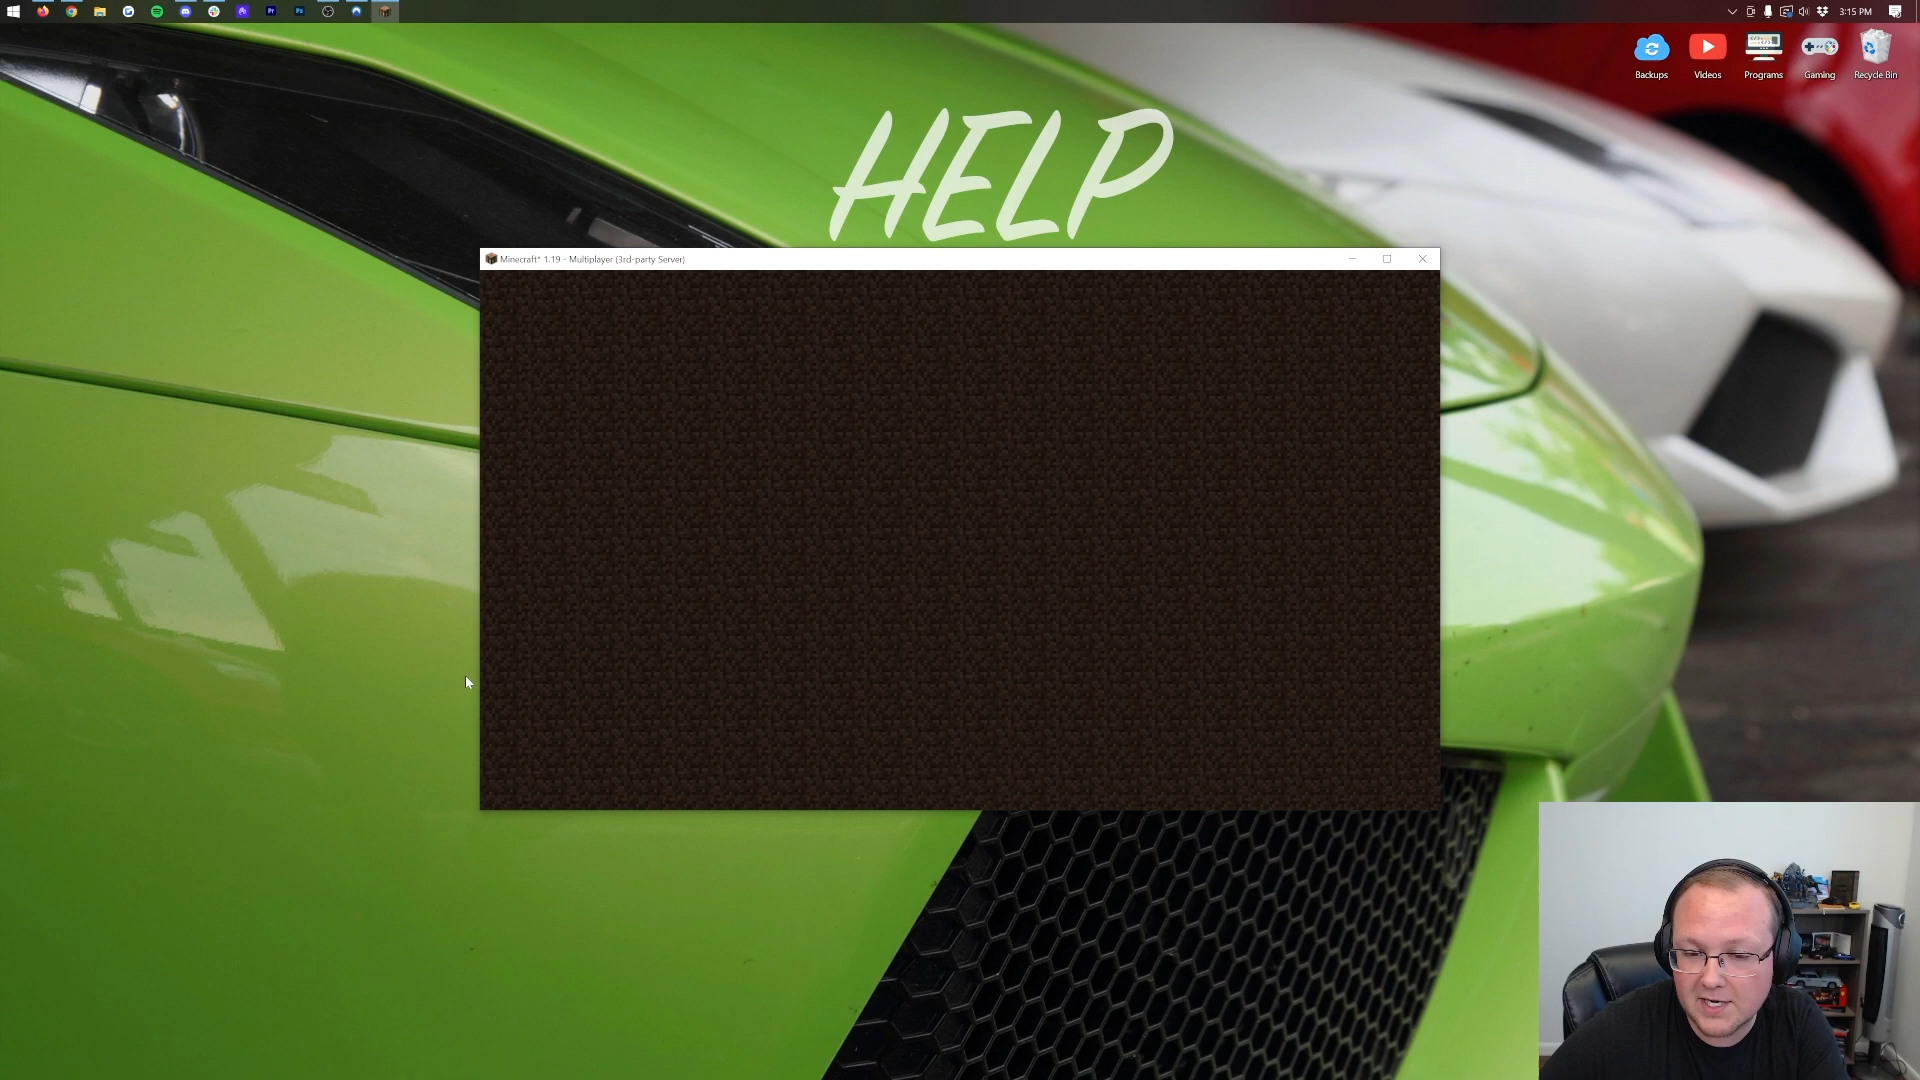 3:15 PM
Backups
Videos
Programs
Gaming
Recycle Bin
HELP
Minecraft* 1.19 - Multiplayer (3rd-party Server)